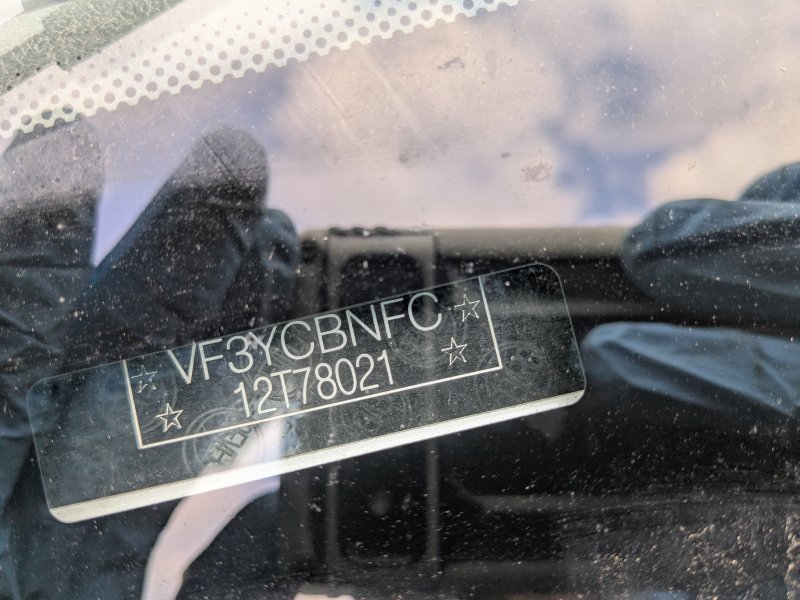 ☆ VF3YCBNFC ☆
☆ 12T78021 ☆